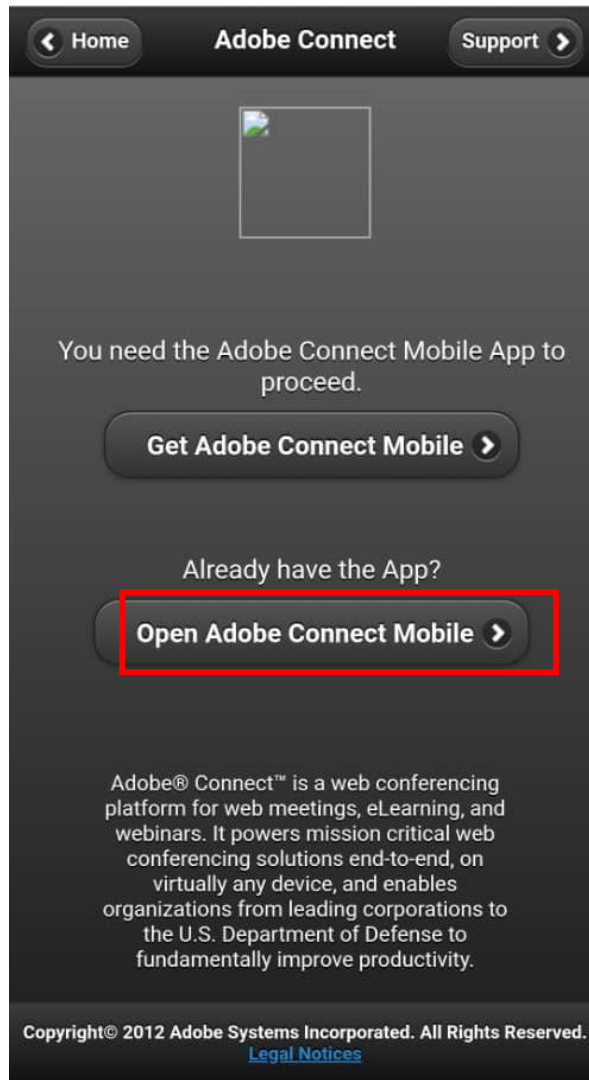 Home
Adobe Connect
Support
You need the Adobe Connect Mobile App to
proceed.
Get Adobe Connect Mobile
Already have the App?
Open Adobe Connect Mobile
Adobe® Connect™ is a web conferencing
platform for web meetings, eLearning, and
webinars. It powers mission critical web
conferencing solutions end-to-end, on
virtually any device, and enables
organizations from leading corporations to
the U.S. Department of Defense to
fundamentally improve productivity.
Copyright© 2012 Adobe Systems Incorporated. All Rights Reserved.
Legal Notices